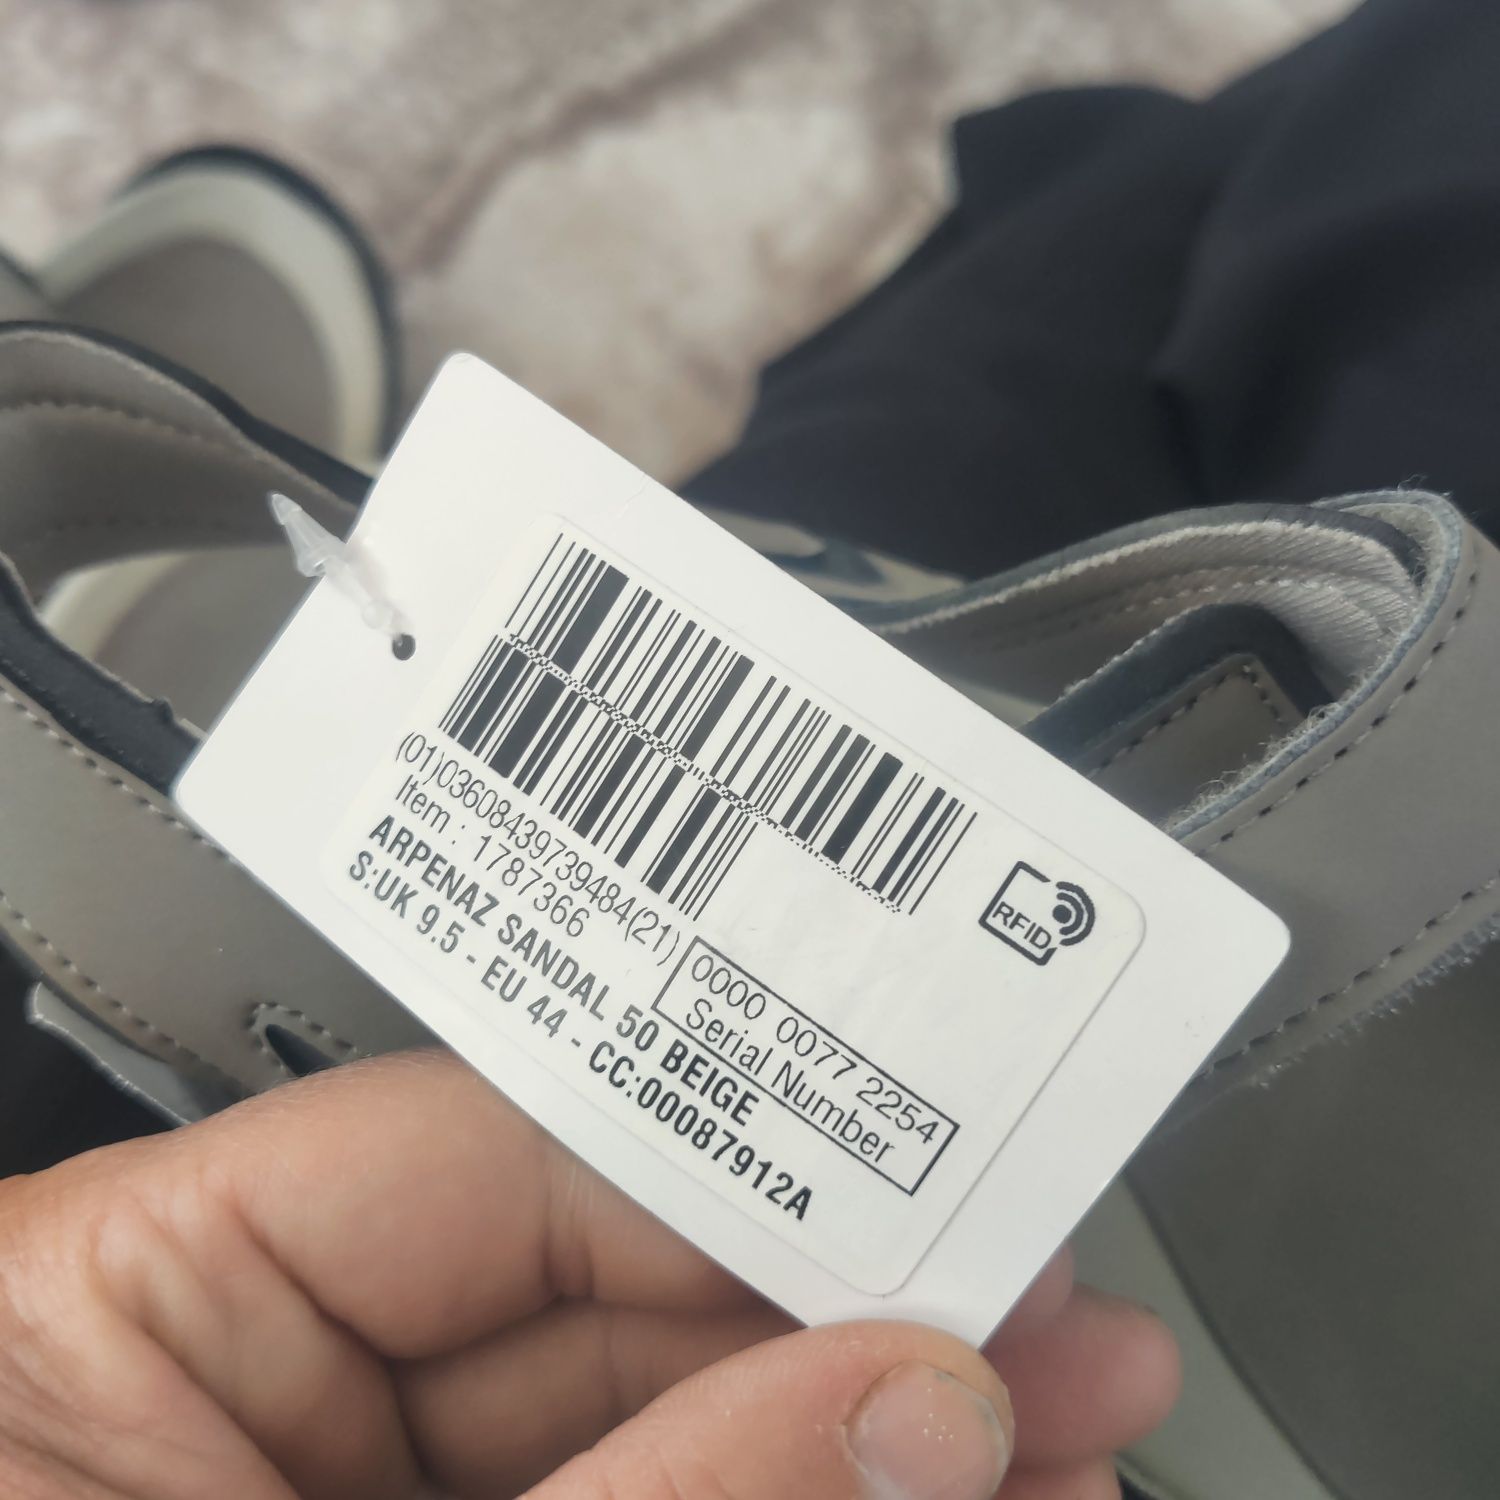 (01)03608439739484(21)
0000 0077 2254
Serial Number
Item : 1787366
ARPENAZ SANDAL 50 BEIGE
S:UK 9.5 - EU 44 - CC:00087912A
RFID